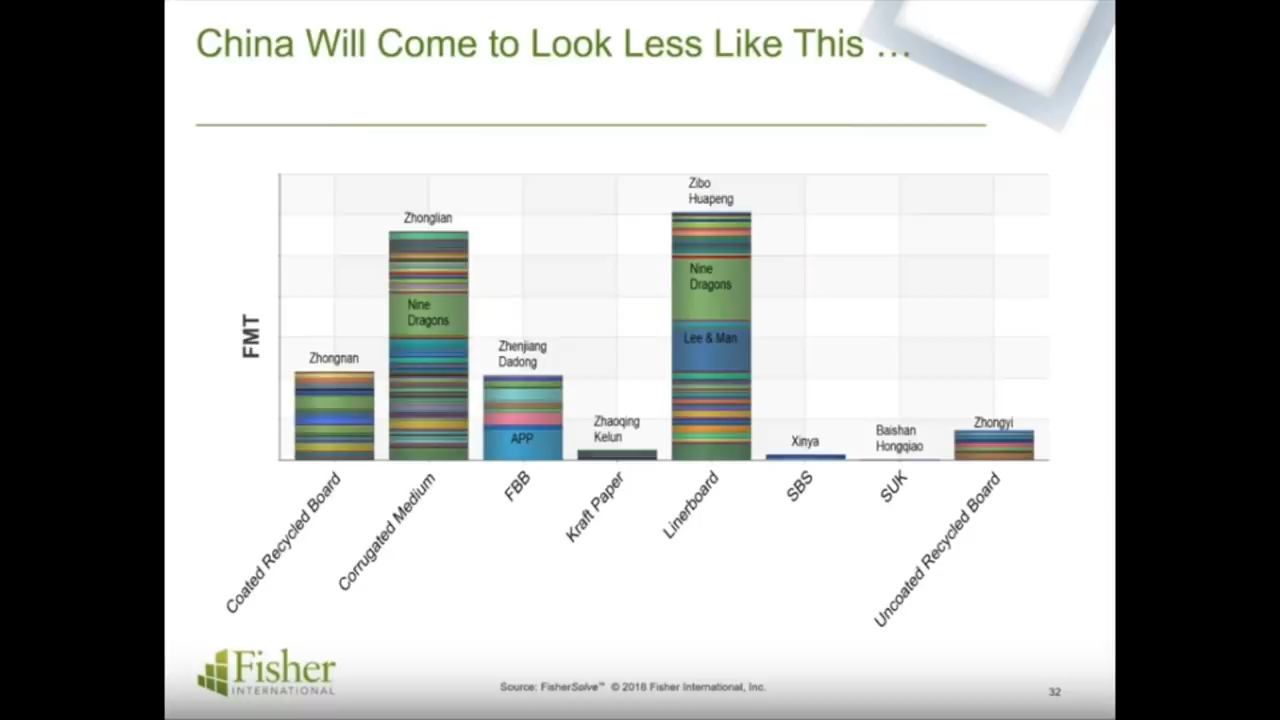 China Will Come to Look Less Like This …
Zibo
Huapeng
Zhonglian
Nine
Dragons
Nine
Dragons
Lee & Man
Zhenjiang
Dadong
Zhongnan
APP
Zhaoqing
Kelun
Xinya
Baishan
Hongqiao
Zhongyi
FMT
Coated Recycled Board
Corrugated Medium
FBB
Kraft Paper
Linerboard
SBS
SUK
Uncoated Recycled Board
Fisher
INTERNATIONAL
Source: FisherSolve™ © 2018 Fisher International, Inc.
32